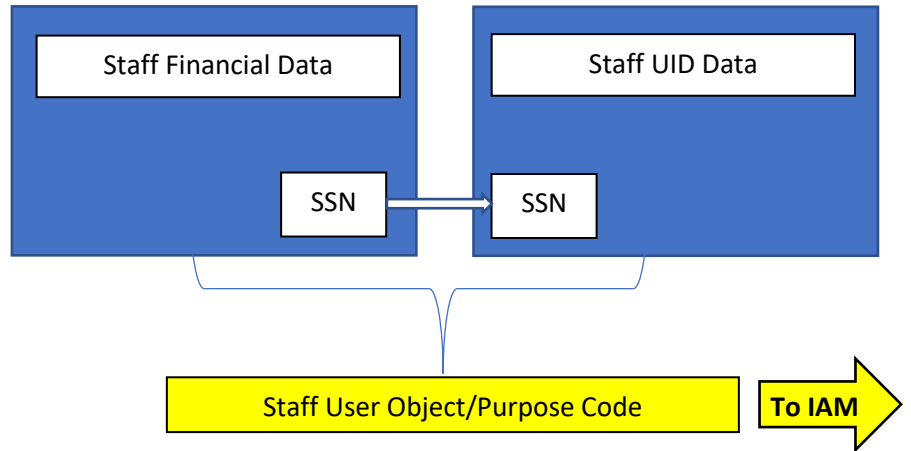 Staff Financial Data
Staff UID Data
SSN
SSN
Staff User Object/Purpose Code
To IAM